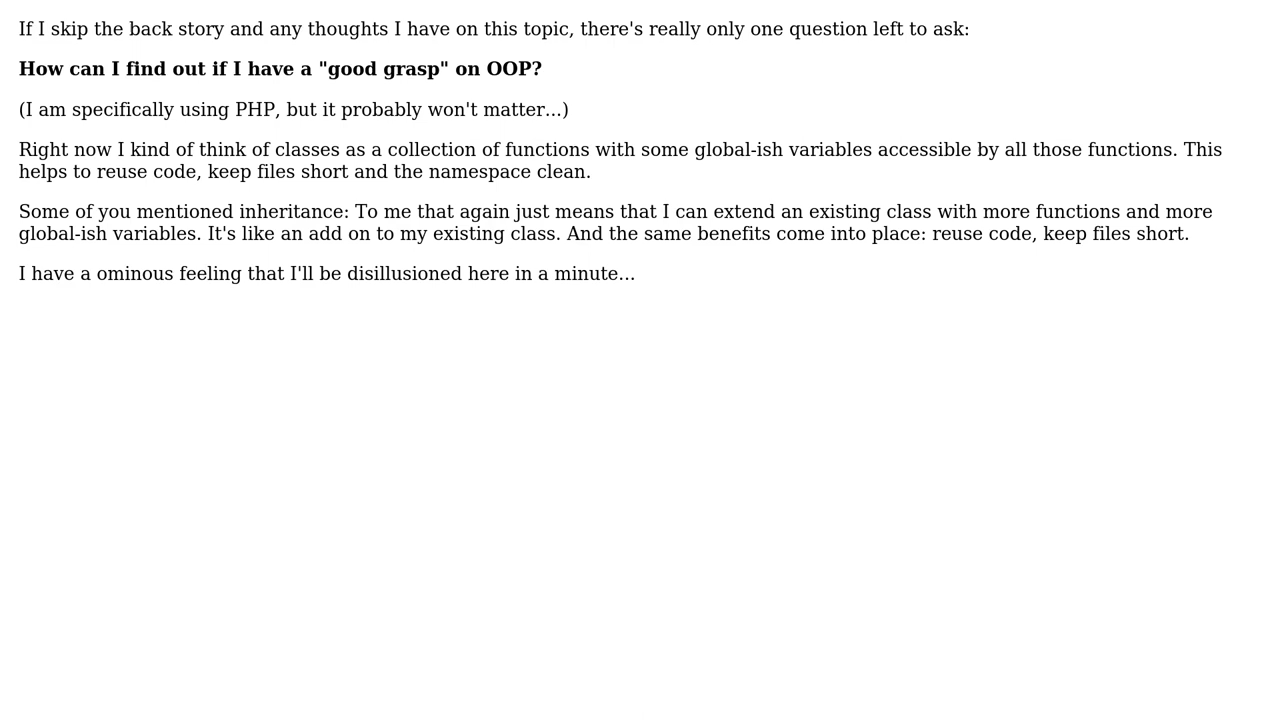 If I skip the back story and any thoughts I have on this topic, there's really only one question left to ask:
How can I find out if I have a "good grasp" on OOP?
(I am specifically using PHP, but it probably won't matter...)
Right now I kind of think of classes as a collection of functions with some global-ish variables accessible by all those functions. This
helps to reuse code, keep files short and the namespace clean.
Some of you mentioned inheritance: To me that again just means that I can extend an existing class with more functions and more
global-ish variables. It's like an add on to my existing class. And the same benefits come into place: reuse code, keep files short.
I have a ominous feeling that I'll be disillusioned here in a minute...